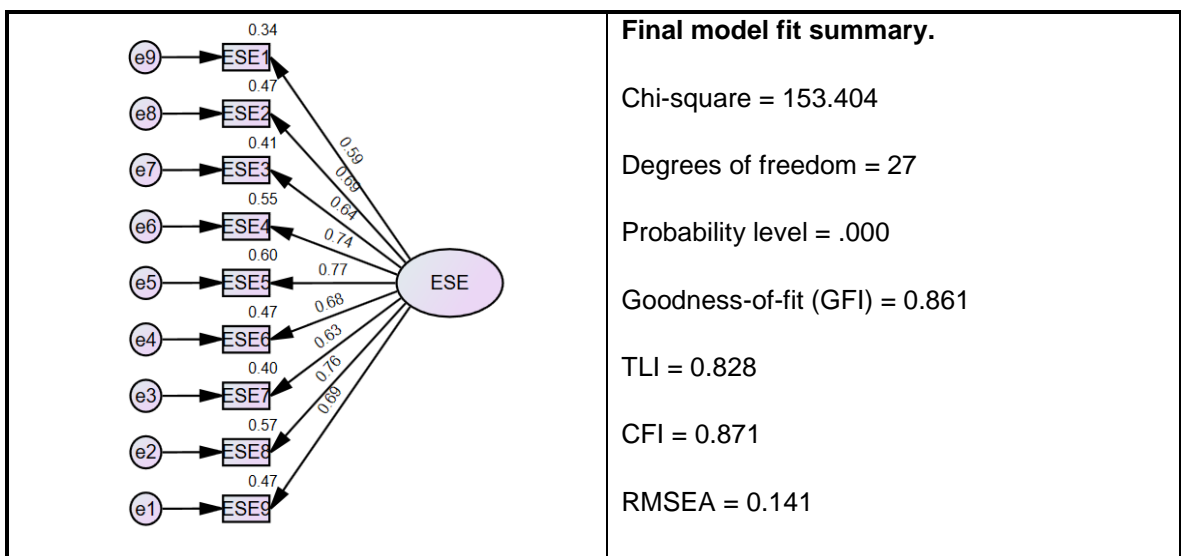 0.34
e9 ESE1
0.47
e8 ESE2
0.41
e7 ESE3
0.55
e6 ESE4
0.60
e5 ESE5
0.47
e4 ESE6
0.40
e3 ESE7
0.57
e2 ESE8
0.47
e1 ESE9
0.59
0.69
0.64
0.74
0.77
0.68
0.63
0.76
0.69
ESE
Final model fit summary.
Chi-square = 153.404
Degrees of freedom = 27
Probability level = .000
Goodness-of-fit (GFI) = 0.861
TLI = 0.828
CFI = 0.871
RMSEA = 0.141